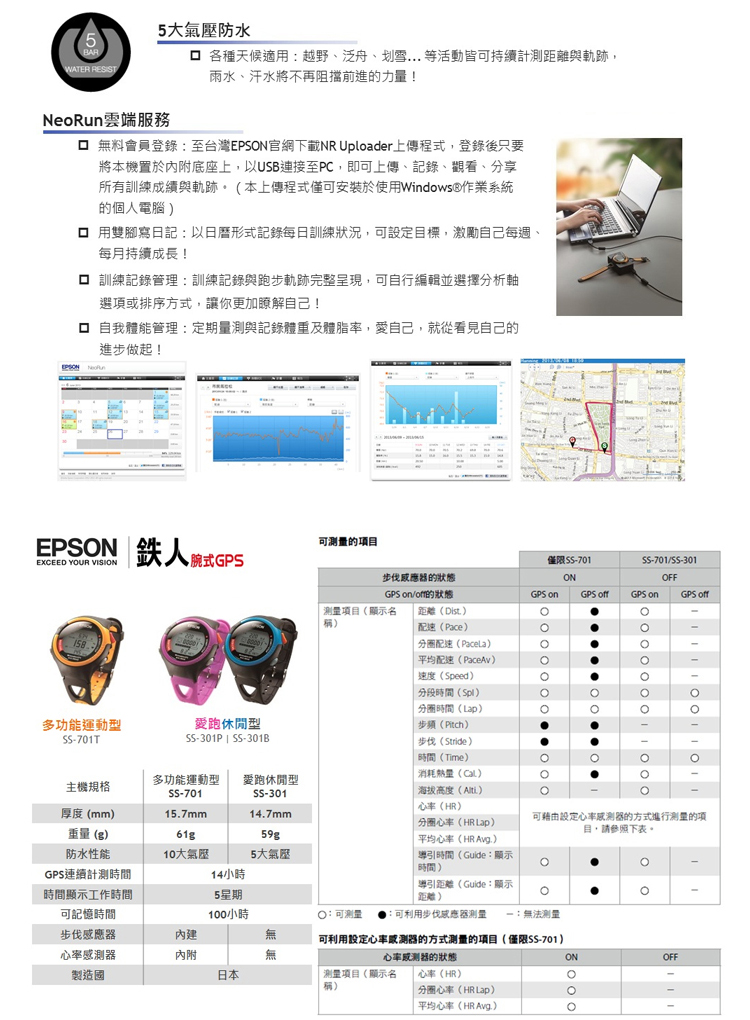 5
BAR
WATER RESIST
5大氣壓防水
各種天候適用：越野、泛舟、划雪... 等活動皆可持續計測距離與軌跡，
雨水、汗水將不再阻擋前進的力量！
NeoRun雲端服務
無料會員登錄：至台灣EPSON官網下載NR Uploader上傳程式，登錄後只要
將本機置於內附底座上，以USB連接至PC，即可上傳、記錄、觀看、分享
所有訓練成績與軌跡。（本上傳程式僅可安裝於使用Windows®作業系統
的個人電腦）
用雙腳寫日記：以日曆形式記錄每日訓練狀況，可設定目標，激勵自己每週、
每月持續成長！
訓練記錄管理：訓練記錄與跑步軌跡完整呈現，可自行編輯並選擇分析軸
選項或排序方式，讓你更加瞭解自己！
自我體能管理：定期量測與記錄體重及體脂率，愛自己，就從看見自己的
進步做起！
EPSON NeoRun
EPSON
EXCEED YOUR VISION
鉄人腕式GPS
多功能運動型
SS-701T
愛跑休閒型
SS-301P | SS-301B
主機規格 多功能運動型 SS-701 愛跑休閒型 SS-301
厚度 (mm) 15.7mm 14.7mm
重量 (g) 61g 59g
防水性能 10大氣壓 5大氣壓
GPS連續計測時間 14小時
時間顯示工作時間 5星期
可記憶時間 100小時
步伐感應器 內建 無
心率感測器 內附 無
製造國 日本
可測量的項目
僅限SS-701 SS-701/SS-301
步伐感應器的狀態 ON OFF
GPS on/off的狀態 GPS on GPS off GPS on GPS off
測量項目（顯示名稱） 距離（Dist.） ○ ● ○ －
配速（Pace） ○ ● ○ －
分圈配速（PaceLa） ○ ● ○ －
平均配速（PaceAv） ○ ● ○ －
速度（Speed） ○ ● ○ －
分段時間（Spl） ○ ○ ○ ○
分圈時間（Lap） ○ ○ ○ ○
步頻（Pitch） ● ● － －
步伐（Stride） ● ● － －
時間（Time） ○ ○ ○ ○
消耗熱量（Cal.） ○ ● ○ －
海拔高度（Alti.） ○ － ○ －
心率（HR）
分圈心率（HR Lap）
平均心率（HR Avg.）
可藉由設定心率感測器的方式進行測量的項
目，請參照下表。
導引時間（Guide：顯示
時間） ○ ● ○ －
導引距離（Guide：顯示
距離） ○ ● ○ －
○：可測量 ●：可利用步伐感應器測量 －：無法測量
可利用設定心率感測器的方式測量的項目（僅限SS-701）
心率感測器的狀態 ON OFF
測量項目（顯示名稱） 心率（HR） ○ －
分圈心率（HR Lap） ○ －
平均心率（HR Avg.） ○ －